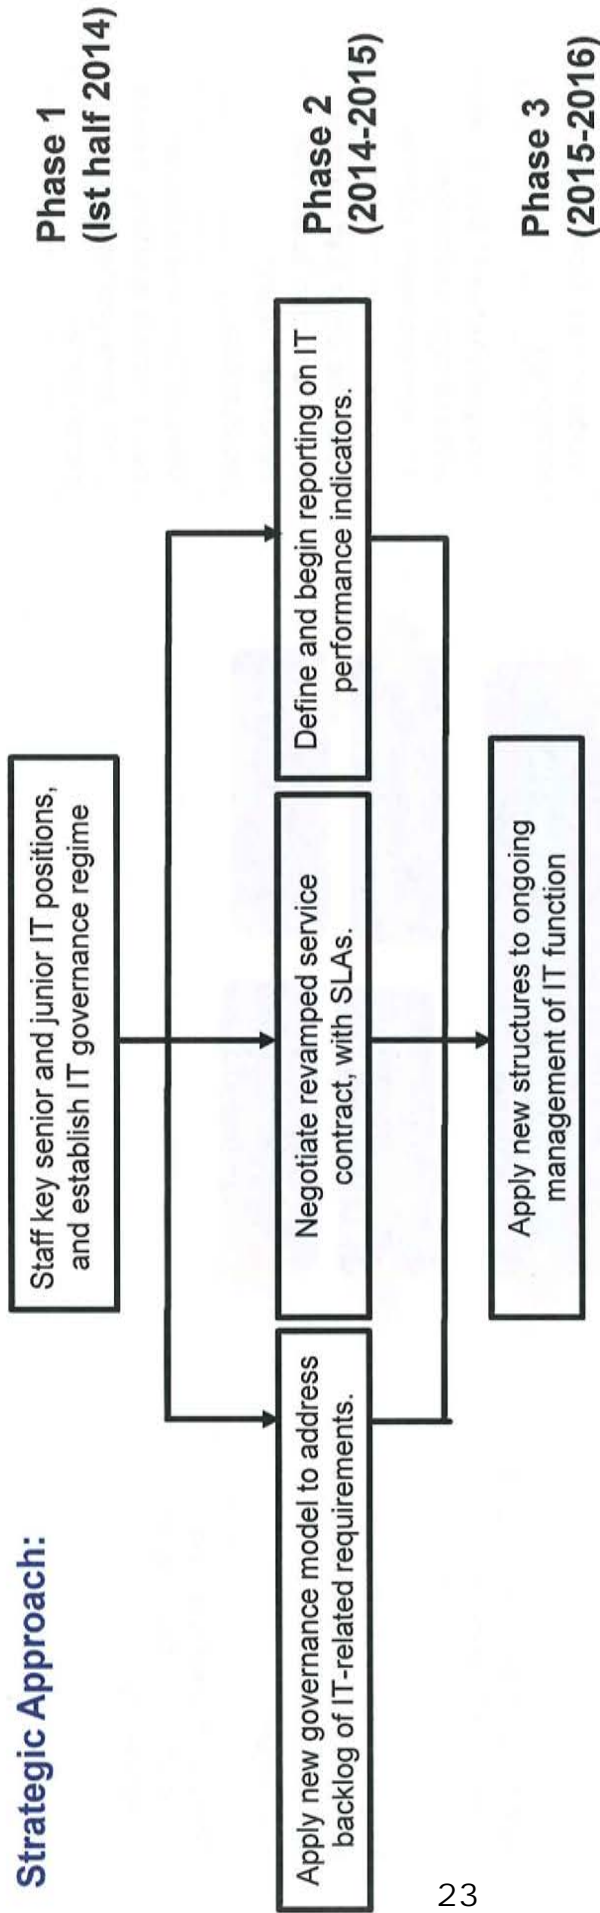 Strategic Approach:
Phase 1
(Ist half 2014)
Staff key senior and junior IT positions,
and establish IT governance regime
Phase 2
(2014-2015)
Apply new governance model to address
backlog of IT-related requirements.
Negotiate revamped service
contract, with SLAs.
Define and begin reporting on IT
performance indicators.
Phase 3
(2015-2016)
Apply new structures to ongoing
management of IT function
23